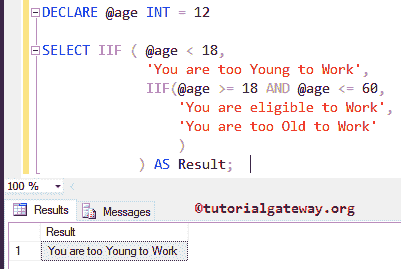 DECLARE @age INT = 12
SELECT IIF ( @age < 18,
'You are too Young to Work',
IIF(@age >= 18 AND @age <= 60,
'You are eligible to Work',
'You are too Old to Work'
)
) AS Result;
100 %
Results Messages @tutorialgateway.org
Result
1 You are too Young to Work